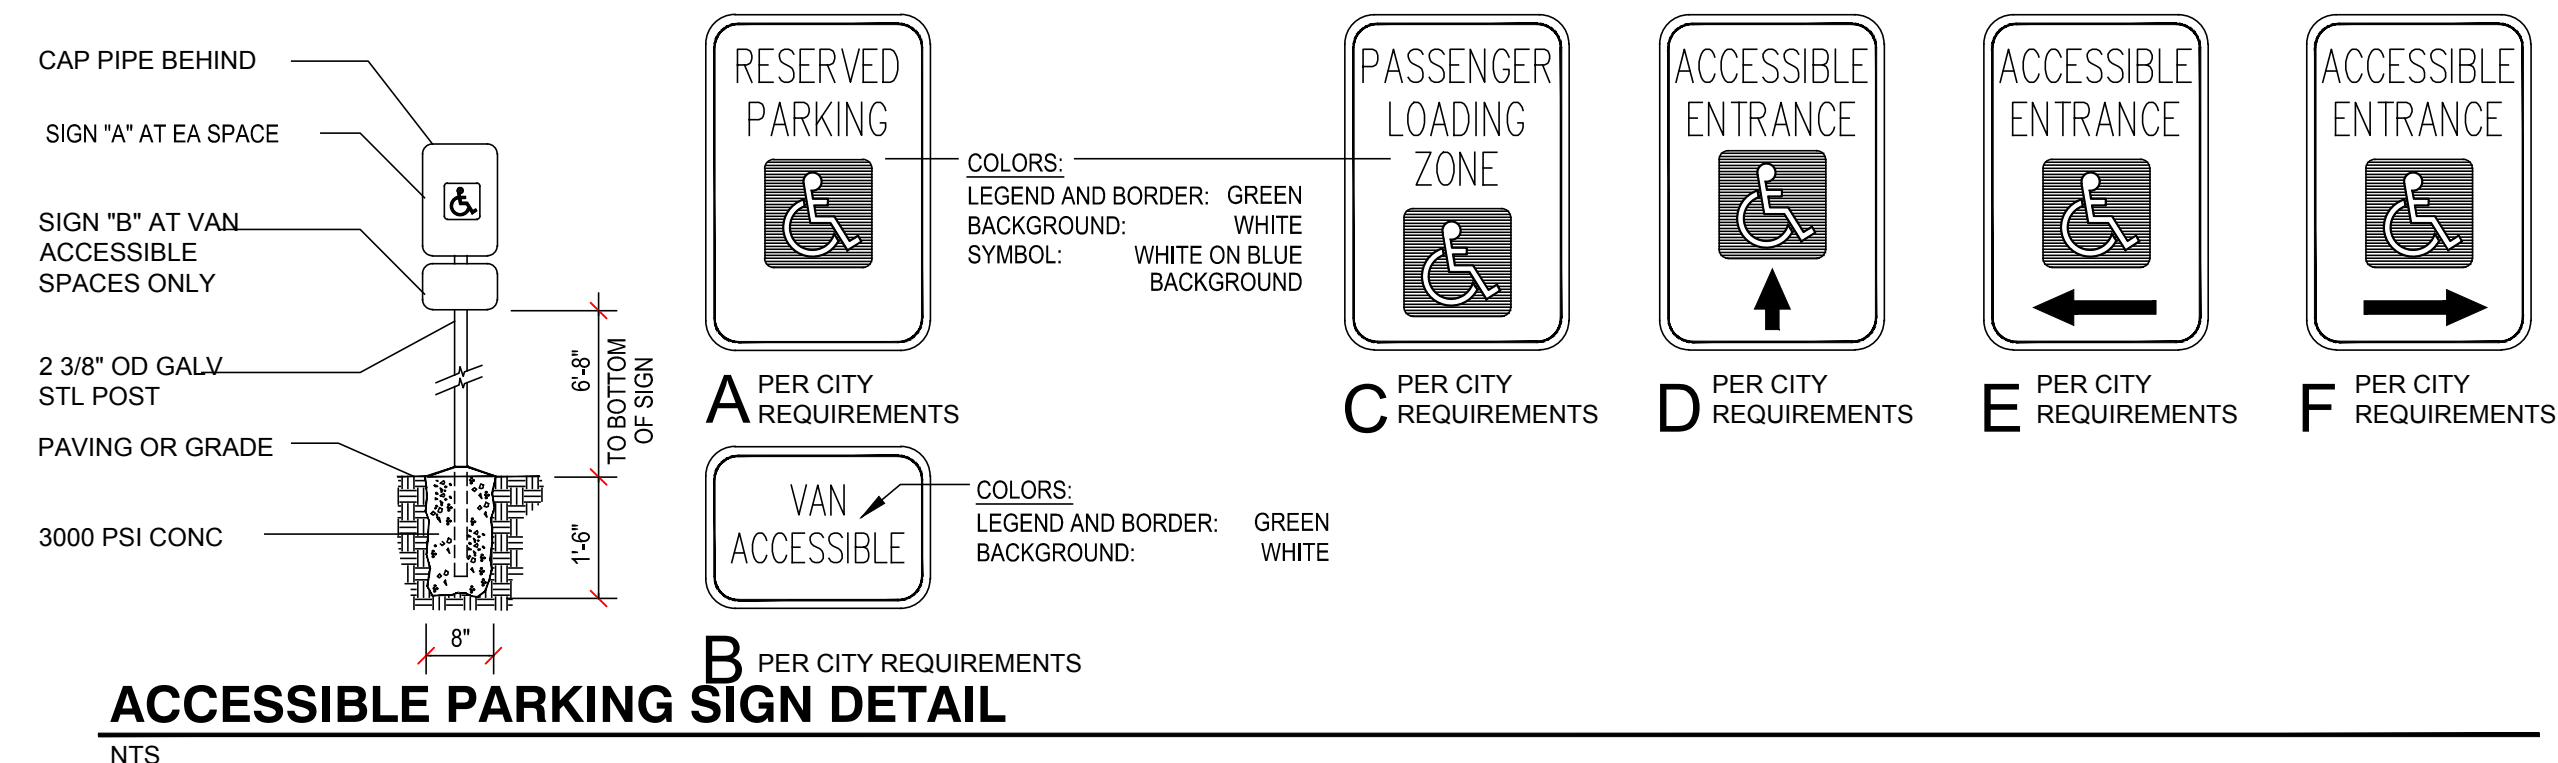 CAP PIPE BEHIND
SIGN "A" AT EA SPACE
SIGN "B" AT VAN
ACCESSIBLE
SPACES ONLY
2 3/8" OD GALV
STL POST
PAVING OR GRADE
3000 PSI CONC
6'-8"
TO BOTTOM
OF SIGN
1'-6"
8"
RESERVED
PARKING
A PER CITY
REQUIREMENTS
COLORS:
LEGEND AND BORDER: GREEN
BACKGROUND: WHITE
SYMBOL: WHITE ON BLUE
BACKGROUND
VAN
ACCESSIBLE
COLORS:
LEGEND AND BORDER: GREEN
BACKGROUND: WHITE
B PER CITY REQUIREMENTS
PASSENGER
LOADING
ZONE
C PER CITY
REQUIREMENTS
ACCESSIBLE
ENTRANCE
D PER CITY
REQUIREMENTS
ACCESSIBLE
ENTRANCE
E PER CITY
REQUIREMENTS
ACCESSIBLE
ENTRANCE
F PER CITY
REQUIREMENTS
ACCESSIBLE PARKING SIGN DETAIL
NTS